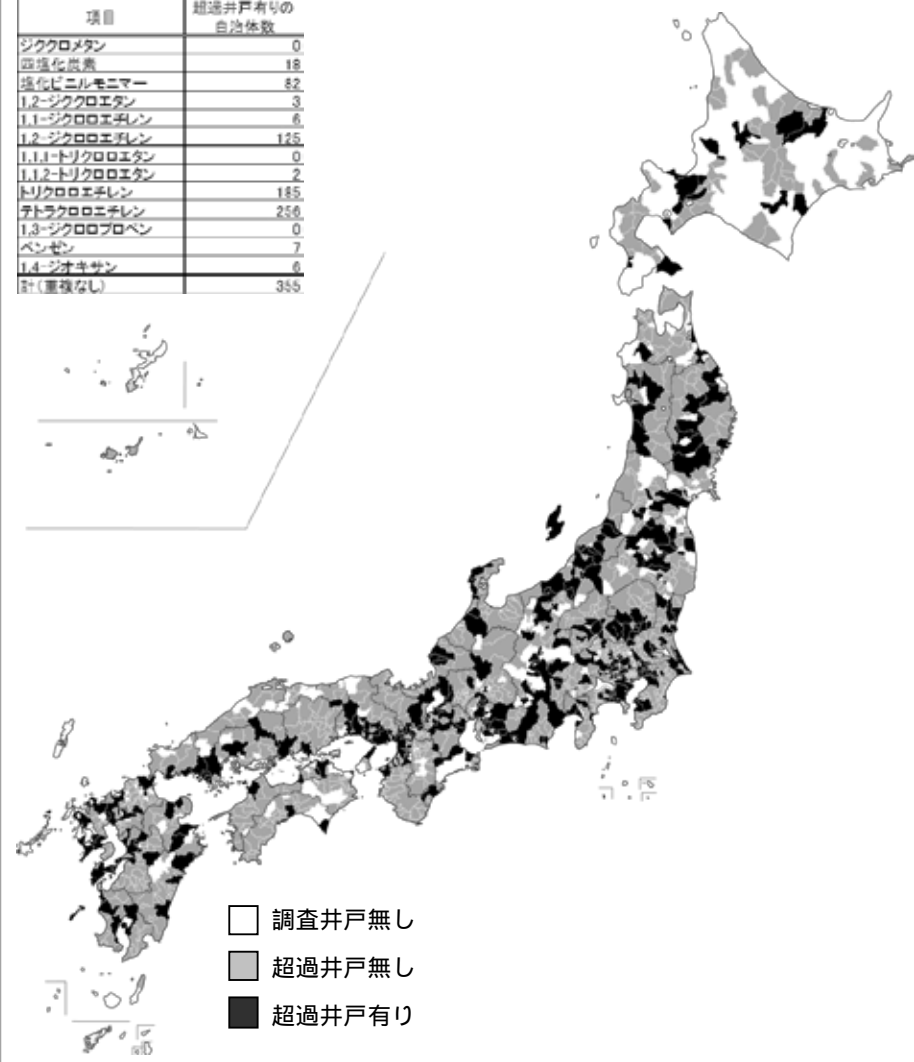 項目 超過井戸有りの
自治体数
ジククロメタン 0
四塩化炭素 18
塩化ビニルモニマー 82
1,2-ジククロエタン 3
1,1-ジクロロエチレン 6
1,2-ジクロロエチレン 125
1,1,1-トリクロロエタン 0
1,1,2-トリクロロエタン 2
トリクロロエチレン 185
テトラクロロエチレン 256
1,3-ジクロロプロペン 0
ベンゼン 7
1,4-ジオキサン 6
計(重複なし) 355
調査井戸無し
超過井戸無し
超過井戸有り